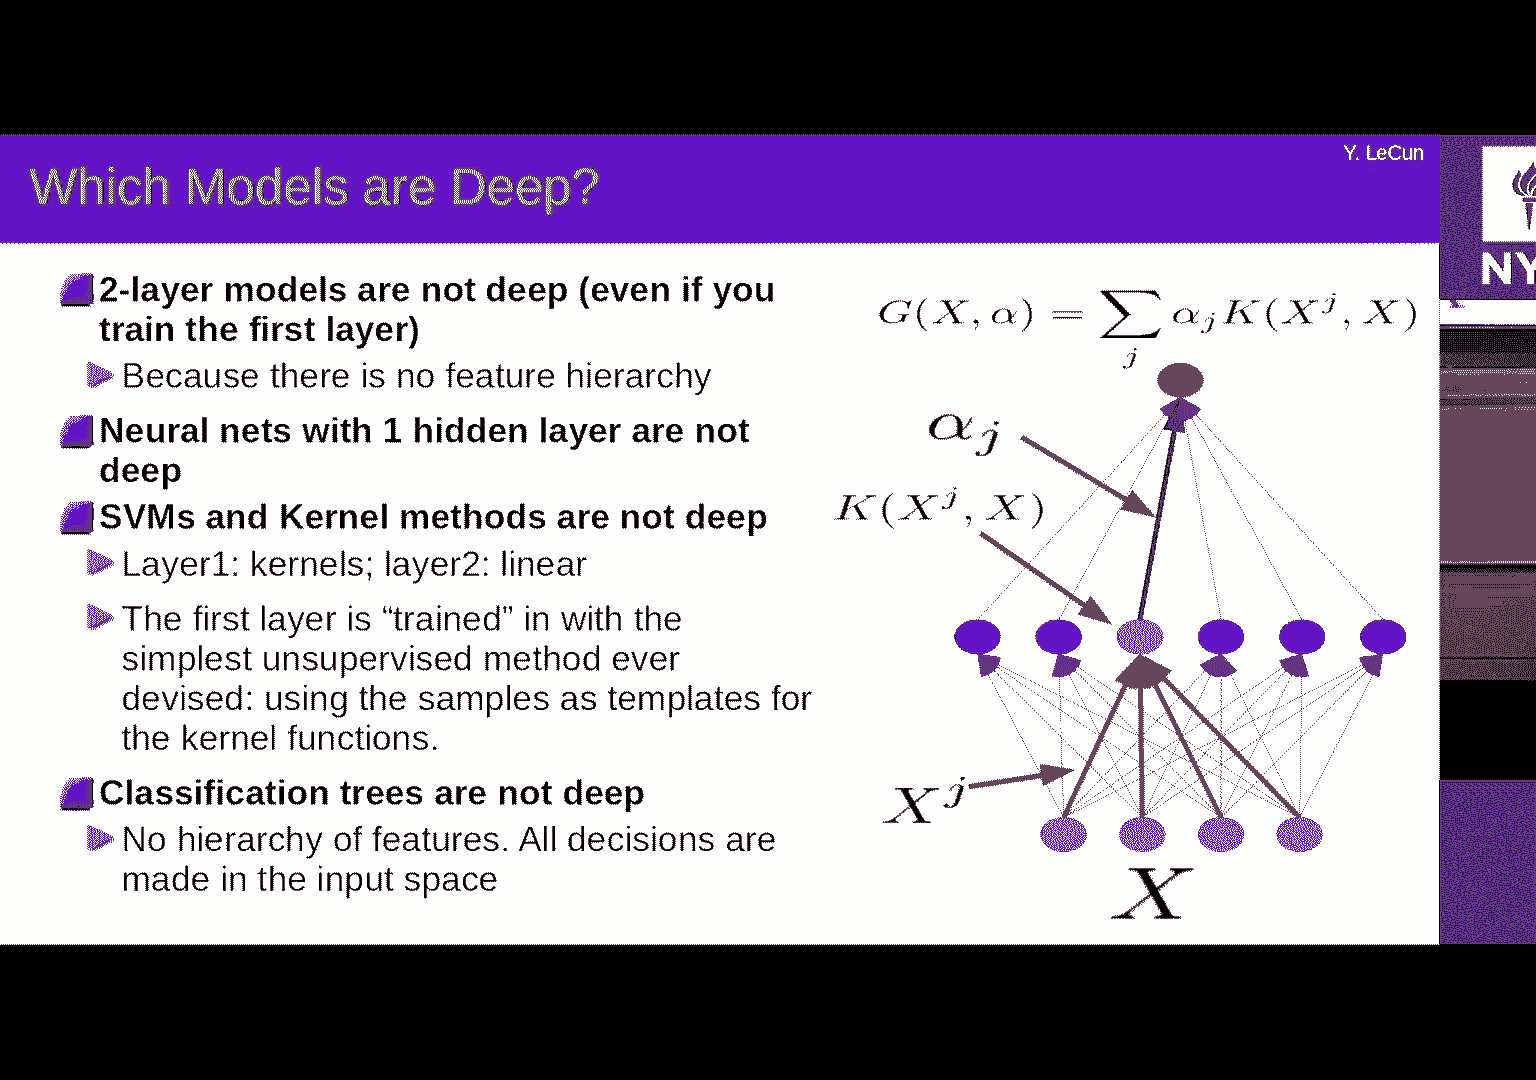 Y. LeCun
Which Models are Deep?
2-layer models are not deep (even if you
train the first layer)
Because there is no feature hierarchy
Neural nets with 1 hidden layer are not
deep
SVMs and Kernel methods are not deep
Layer1: kernels; layer2: linear
The first layer is “trained” in with the
simplest unsupervised method ever
devised: using the samples as templates for
the kernel functions.
Classification trees are not deep
No hierarchy of features. All decisions are
made in the input space
G(X, α) = ∑_j α_j K(X^j, X)
α_j
K(X^j, X)
X^j
X
NY